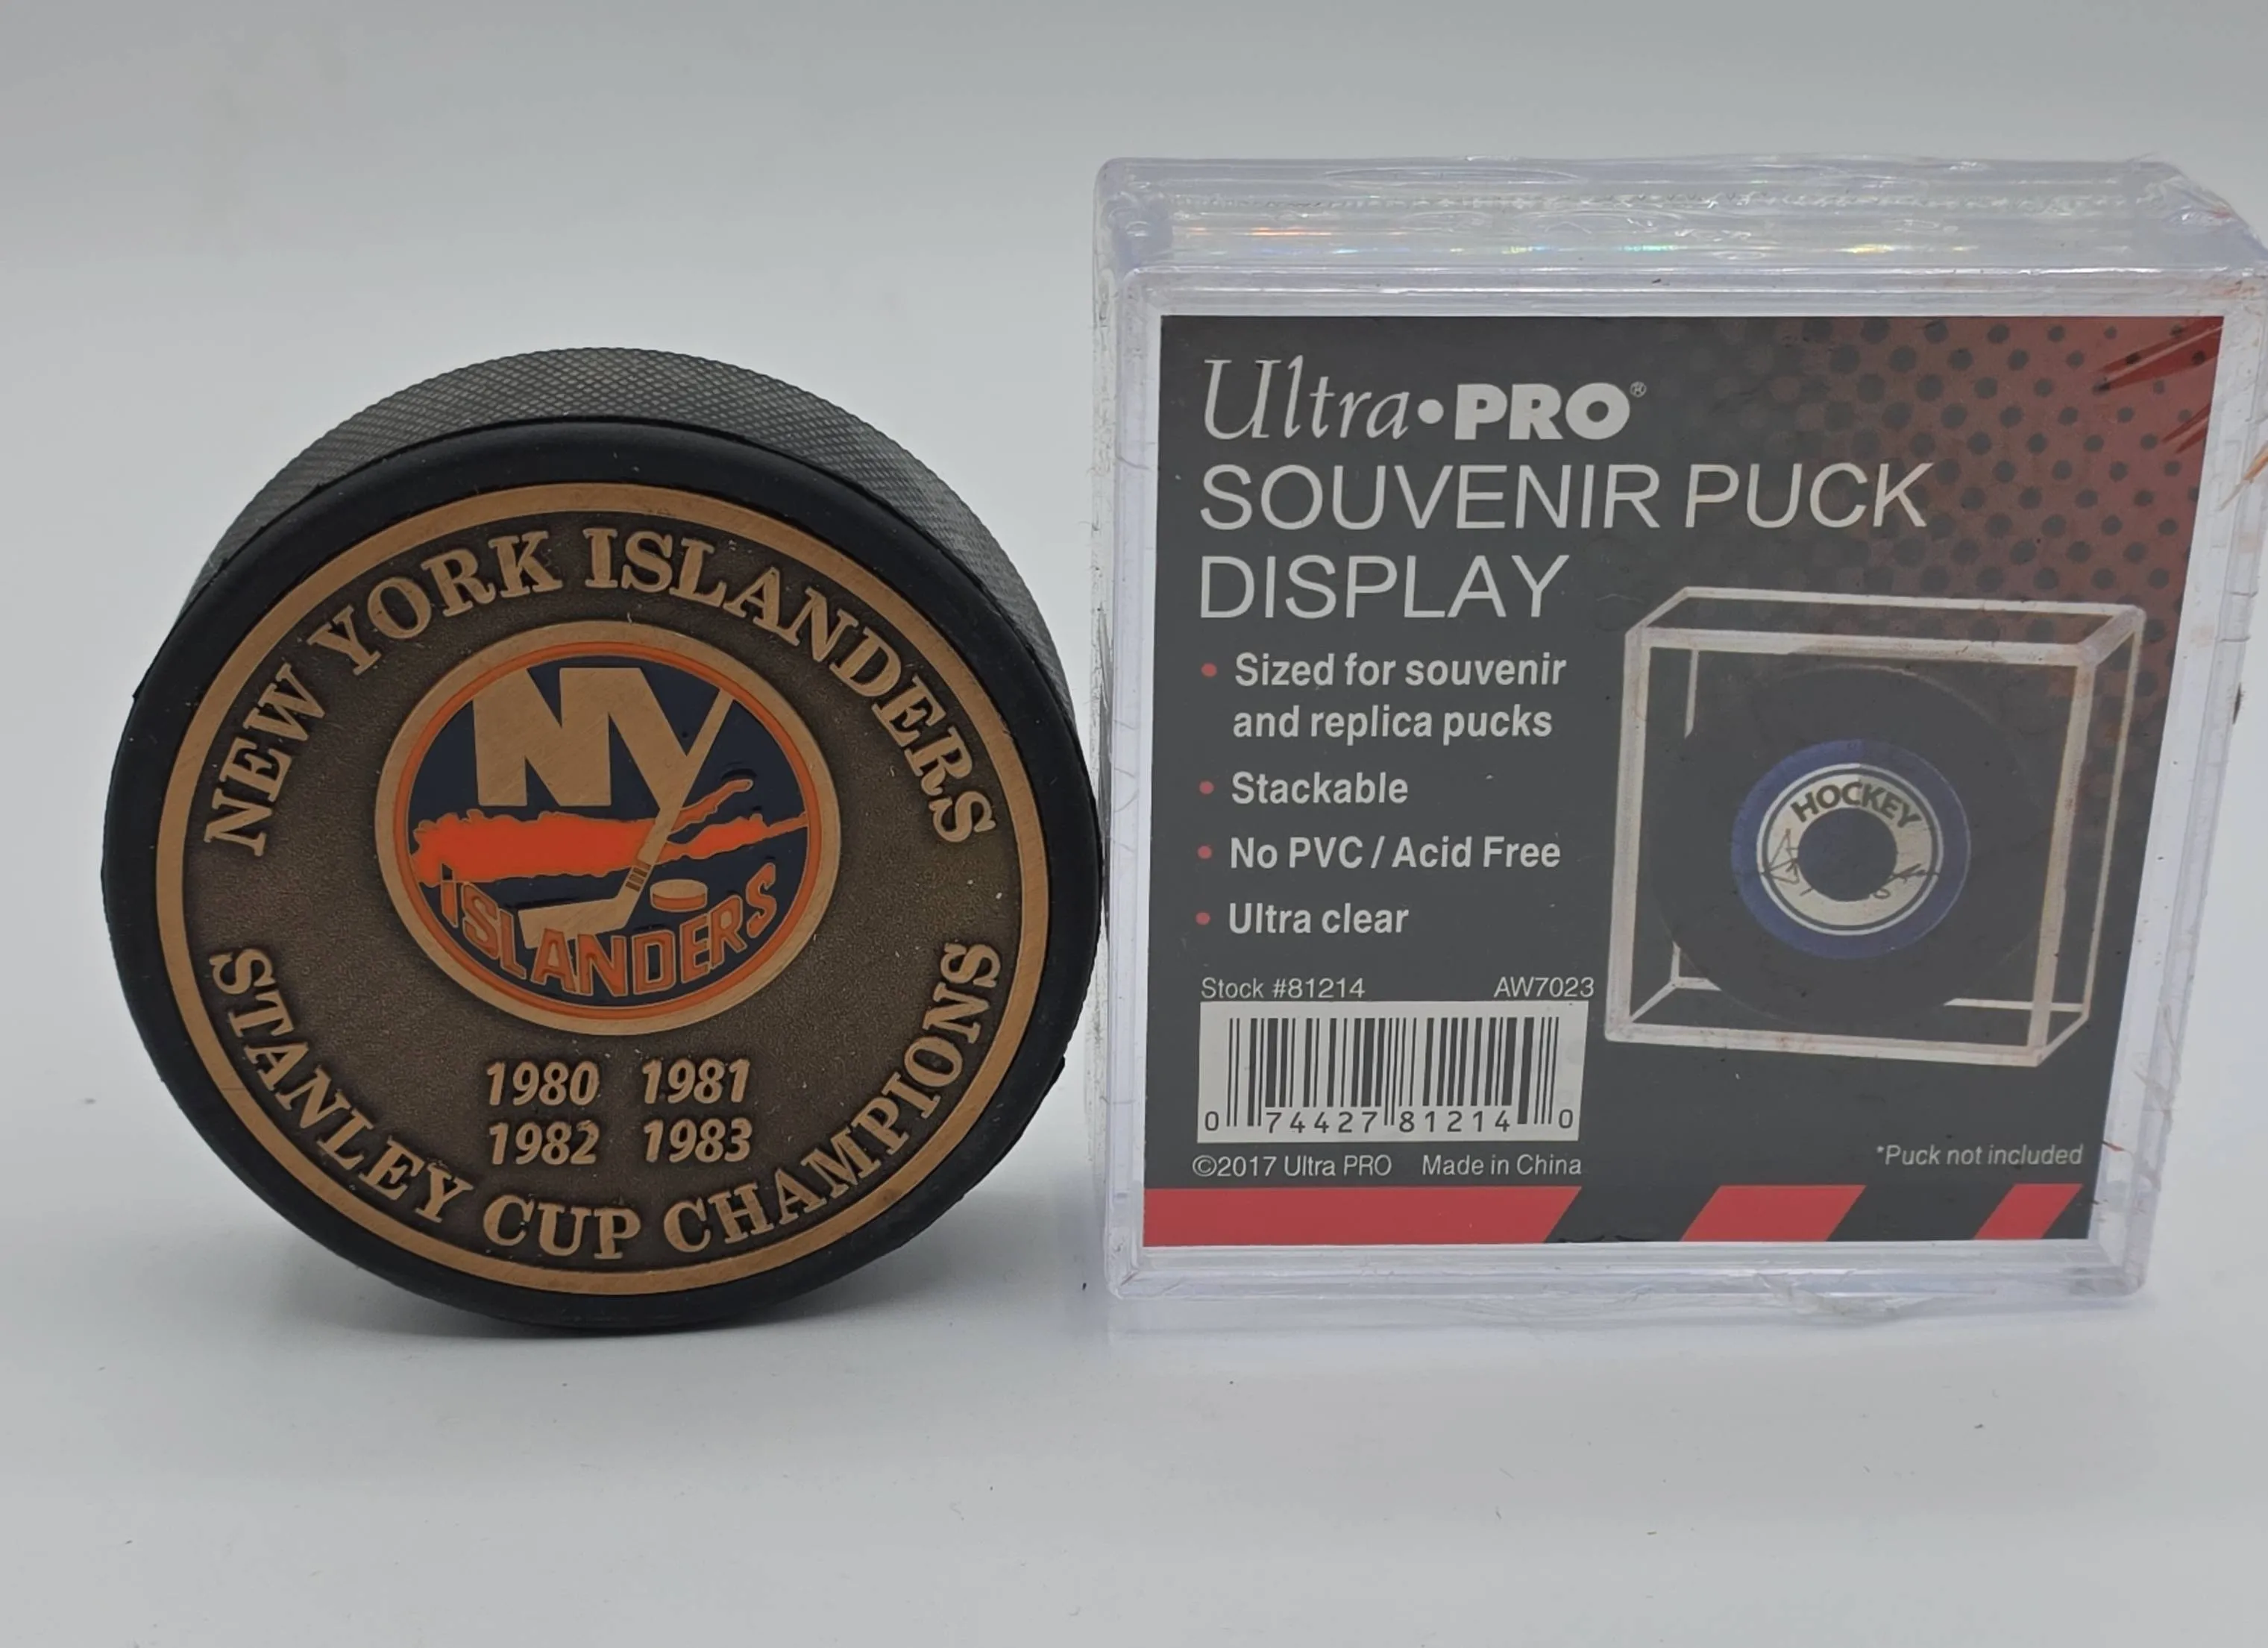 NEW YORK ISLANDERS
NY
ISLANDERS
1980 1981
1982 1983
STANLEY CUP CHAMPIONS
Ultra•PRO®
SOUVENIR PUCK
DISPLAY
• Sized for souvenir
and replica pucks
• Stackable
• No PVC / Acid Free
• Ultra clear
HOCKEY
Stock #81214 AW7023
0 74427 81214 0
©2017 Ultra PRO Made in China
*Puck not included